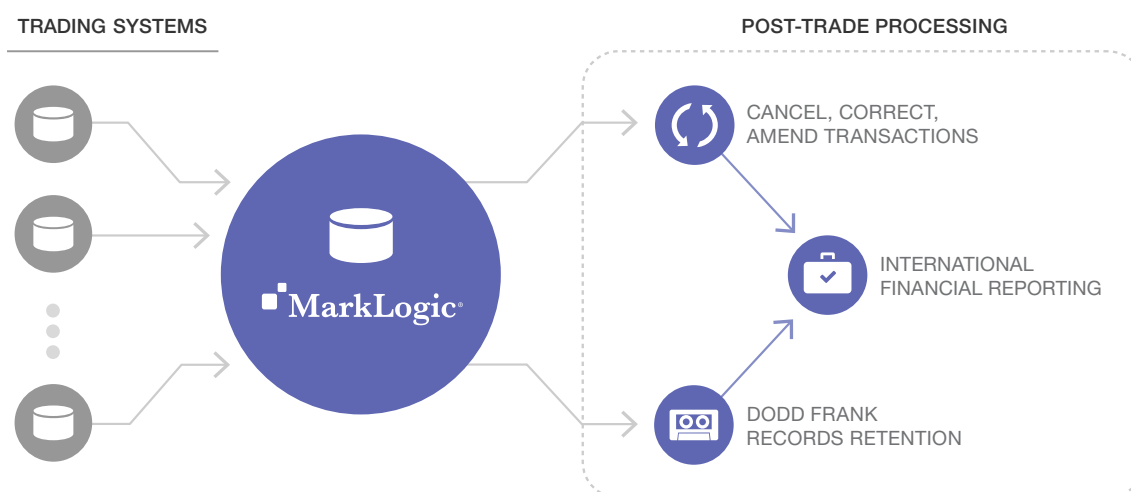 TRADING SYSTEMS
POST-TRADE PROCESSING
CANCEL, CORRECT,
AMEND TRANSACTIONS
MarkLogic®
INTERNATIONAL
FINANCIAL REPORTING
DODD FRANK
RECORDS RETENTION